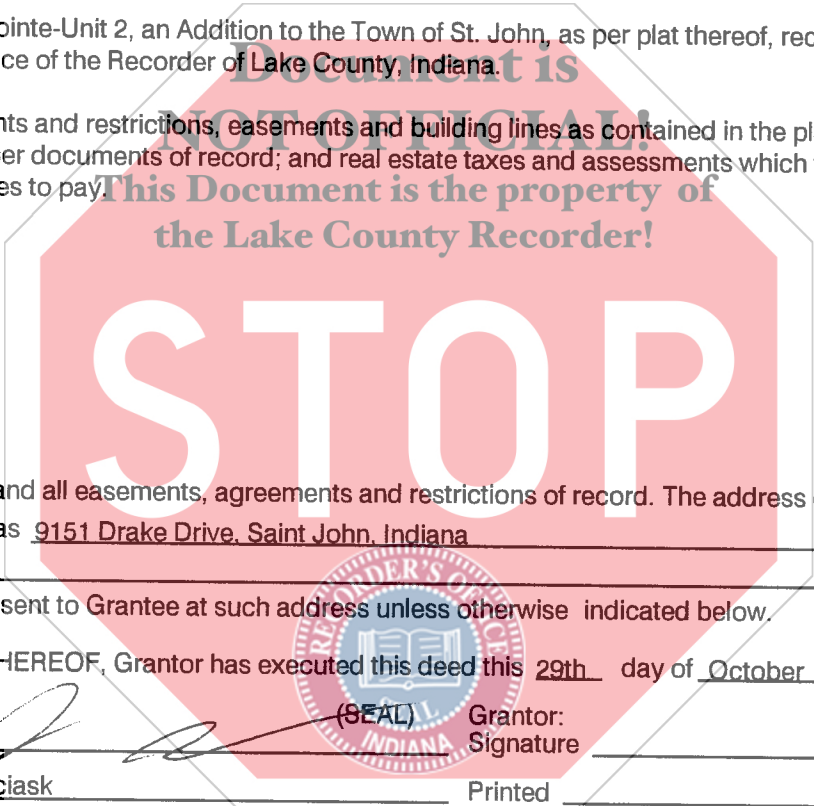 ointe-Unit 2, an Addition to the Town of St. John, as per plat thereof, rec
ce of the Recorder of Lake County, Indiana.
Document is
NOT OFFICIAL!
nts and restrictions, easements and building lines as contained in the pl
er documents of record; and real estate taxes and assessments which
es to pay.
This Document is the property of
the Lake County Recorder!
STOP
and all easements, agreements and restrictions of record. The address
as 9151 Drake Drive, Saint John, Indiana
sent to Grantee at such address unless otherwise indicated below.
HEREOF, Grantor has executed this deed this 29th day of October
RECORDER'S OFFICE
SEAL
INDIANA
(SEAL) Grantor:
Signature
ciask Printed